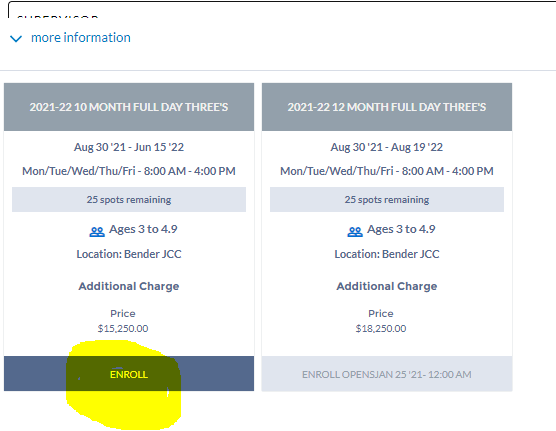 SUPERVISOR
more information
2021-22 10 MONTH FULL DAY THREE'S
Aug 30 '21 - Jun 15 '22
Mon/Tue/Wed/Thu/Fri - 8:00 AM - 4:00 PM
25 spots remaining
Ages 3 to 4.9
Location: Bender JCC
Additional Charge
Price
$15,250.00
ENROLL
2021-22 12 MONTH FULL DAY THREE'S
Aug 30 '21 - Aug 19 '22
Mon/Tue/Wed/Thu/Fri - 8:00 AM - 4:00 PM
25 spots remaining
Ages 3 to 4.9
Location: Bender JCC
Additional Charge
Price
$18,250.00
ENROLL OPENSJAN 25 '21- 12:00 AM